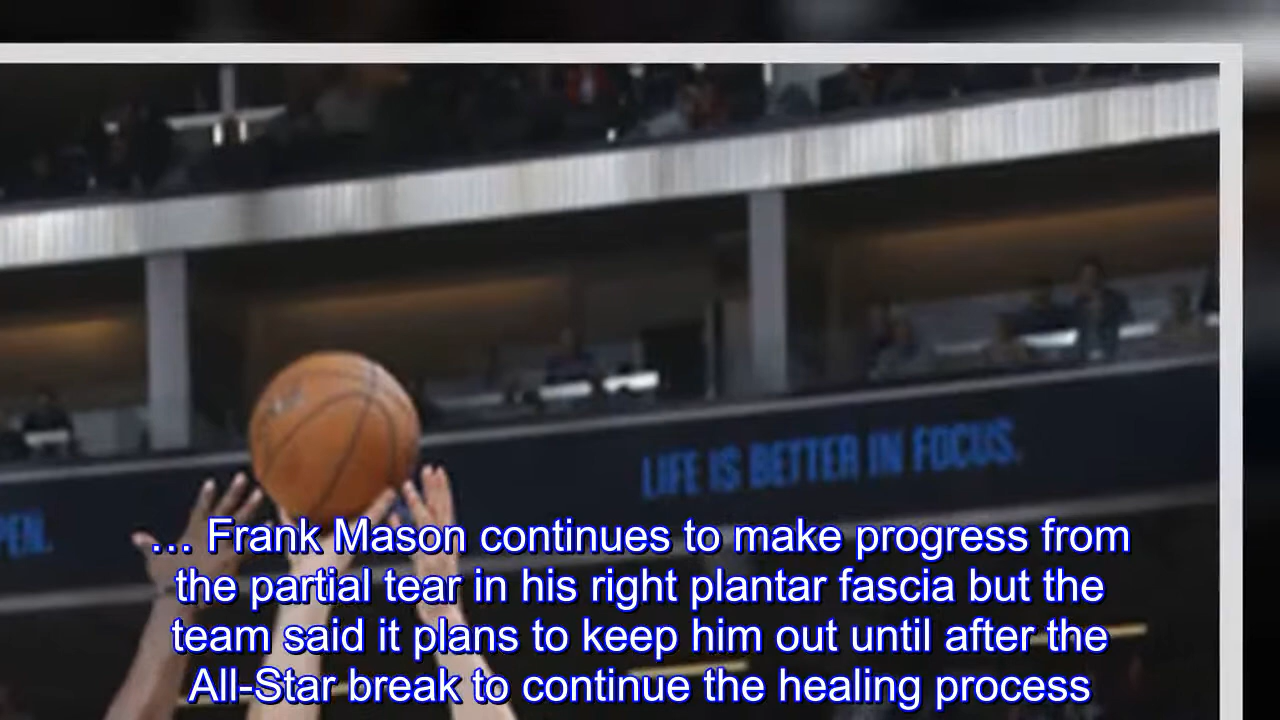 LIFE IS BETTER IN FOCUS.
PEN.
… Frank Mason continues to make progress from
the partial tear in his right plantar fascia but the
team said it plans to keep him out until after the
All-Star break to continue the healing process